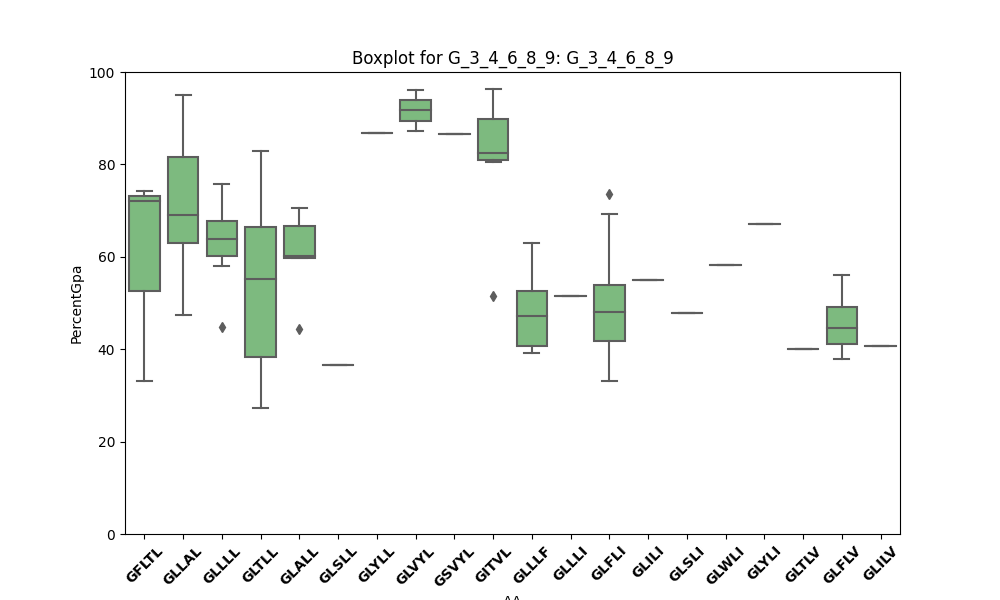 Boxplot for G_3_4_6_8_9: G_3_4_6_8_9
100
80
60
40
20
0
PercentGpa
GFLTL GLLAL GLLLL GLTLL GLALL GLSLL GLYLL GLVYL GSVYL GITVL GLLLF GLLLI GLFLI GLILI GLSLI GLWLI GLYLI GLTLV GLFLV GLILV
AA